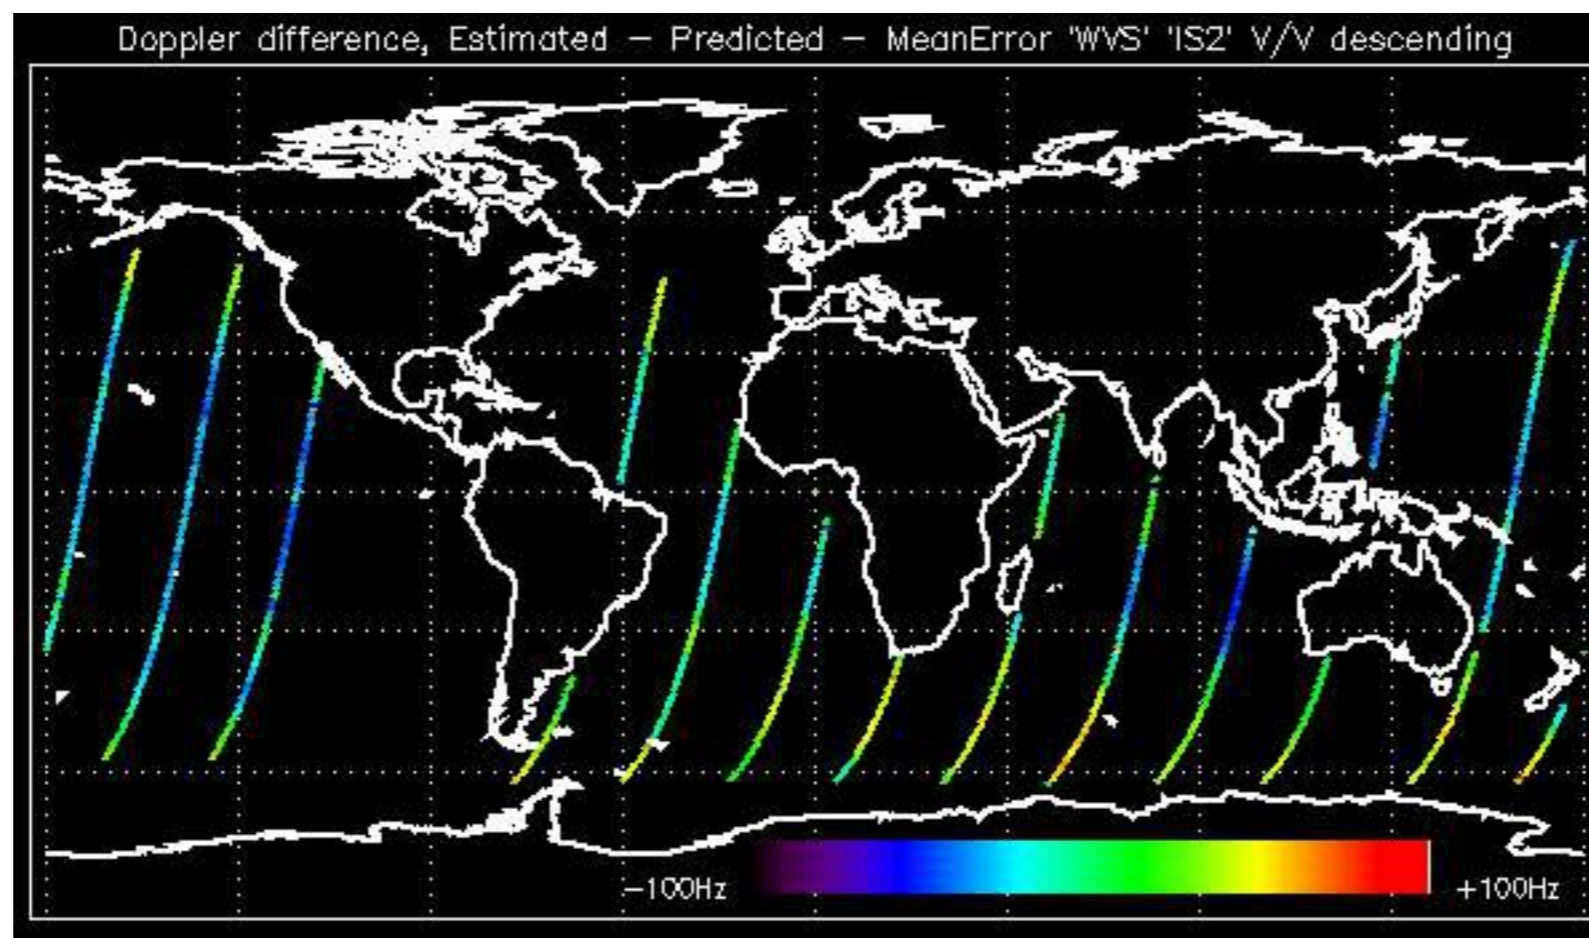 Doppler difference, Estimated – Predicted – MeanError 'WVS' 'IS2' V/V descending
–100Hz
+100Hz